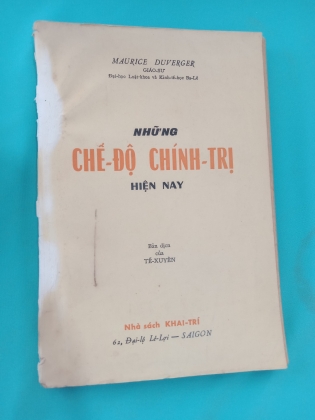 MAURICE DUVERGER
GIÁO-SƯ
Đại-học Luật-khoa và Kinh-tế-học Ba-Lê
NHỮNG
CHẾ-ĐỘ CHÍNH-TRỊ
HIỆN NAY
Bản dịch
của
TẾ-XUYÊN
Nhà sách KHAI-TRÍ
62, Đại-lộ Lê-Lợi — SAIGON